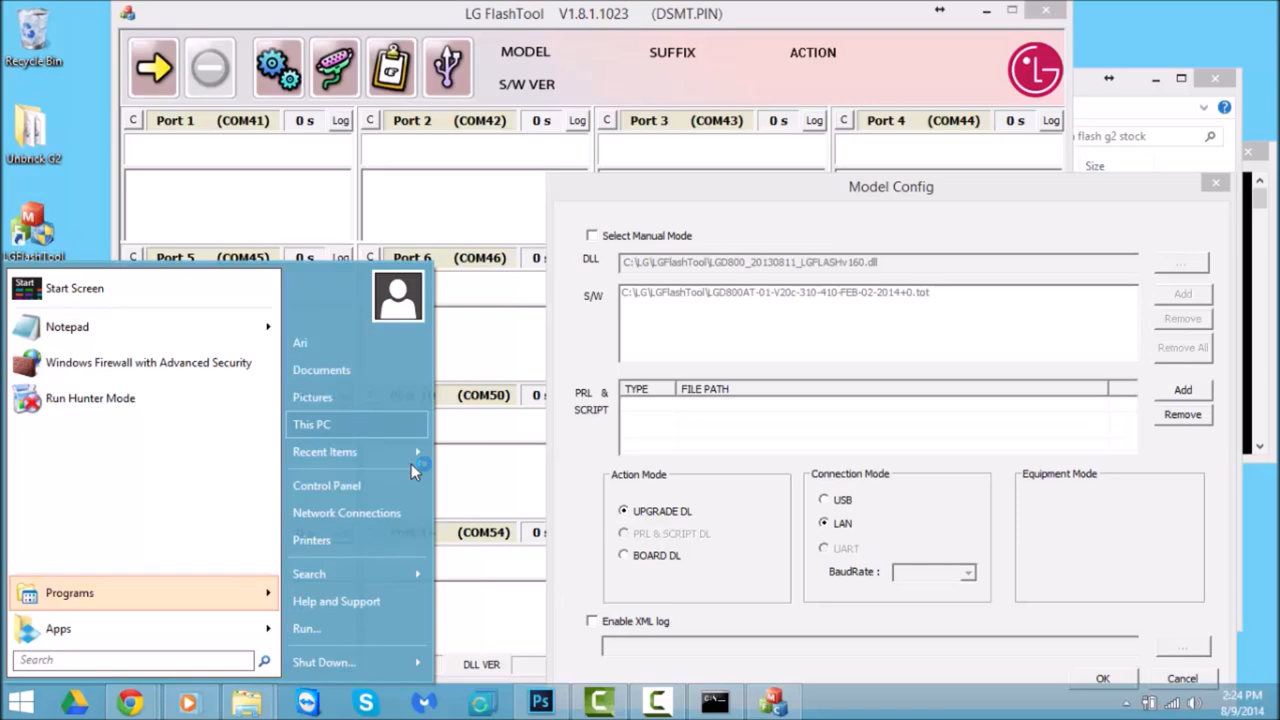 Recycle Bin
Unbrick G2
LGFlashTool
LG FlashTool V1.8.1.1023 (DSMT.PIN)
MODEL SUFFIX ACTION
S/W VER
LG
C Port 1 (COM41) 0 s Log
C Port 2 (COM42) 0 s Log
C Port 3 (COM43) 0 s Log
C Port 4 (COM44) 0 s Log
C Port 5 (COM45) 0 s Log
C Port 6 (COM46)
(COM50) 0
(COM54) 0
DLL VER
flash g2 stock
Size
Model Config
Select Manual Mode
DLL C:\LG\LGFlashTool\LGD800_20130811_LGFLASHv160.dll ...
S/W C:\LG\LGFlashTool\LGD800AT-01-V20c-310-410-FEB-02-2014+0.tot
Add
Remove
Remove All
PRL & SCRIPT
TYPE FILE PATH
Add
Remove
Action Mode
UPGRADE DL
PRL & SCRIPT DL
BOARD DL
Connection Mode
USB
LAN
UART
BaudRate :
Equipment Mode
Enable XML log
...
OK Cancel
Start Start Screen
Notepad
Windows Firewall with Advanced Security
Run Hunter Mode
Programs
Apps
Search
Ari
Documents
Pictures
This PC
Recent Items
Control Panel
Network Connections
Printers
Search
Help and Support
Run...
Shut Down...
Ps
2:24 PM
8/9/2014